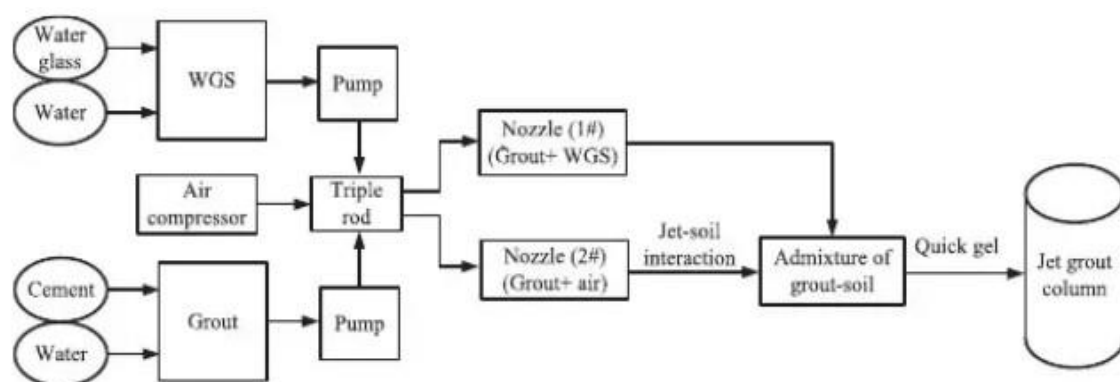 Water
glass
Water
WGS
Pump
Air
compressor
Triple
rod
Cement
Water
Grout
Pump
Nozzle (1#)
(Grout+ WGS)
Nozzle (2#)
(Grout+ air)
Jet-soil
interaction
Admixture of
grout-soil
Quick gel
Jet grout
column